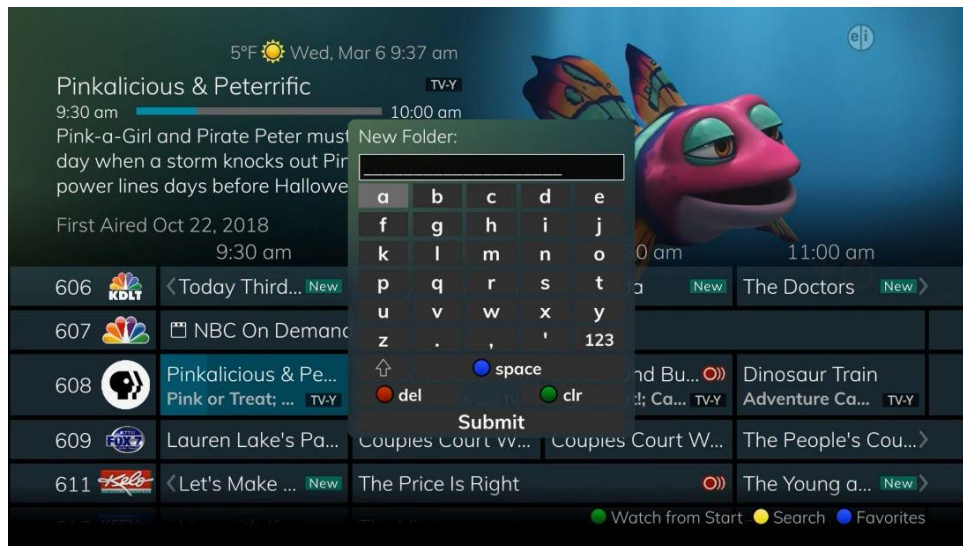 eli
5°F Wed, Mar 6 9:37 am
Pinkalicious & Peterrific TV-Y
9:30 am 10:00 am
Pink-a-Girl and Pirate Peter must
day when a storm knocks out Pin
power lines days before Hallowe
First Aired Oct 22, 2018
9:30 am 0 am 11:00 am
New Folder:
a b c d e
f g h i j
k l m n o
p q r s t
u v w x y
z . , ' 123
space
del clr
Submit
606 KDLT Today Third... New a New The Doctors New
607 NBC On Demand
608 Pinkalicious & Pe... nd Bu... Dinosaur Train
Pink or Treat; ... TV-Y TV !; Ca... TV-Y Adventure Ca... TV-Y
609 FOX 7 Lauren Lake's Pa... Couples Court W... Couples Court W... The People's Cou...
611 Kelo Let's Make ... New The Price Is Right The Young a... New
Watch from Start Search Favorites